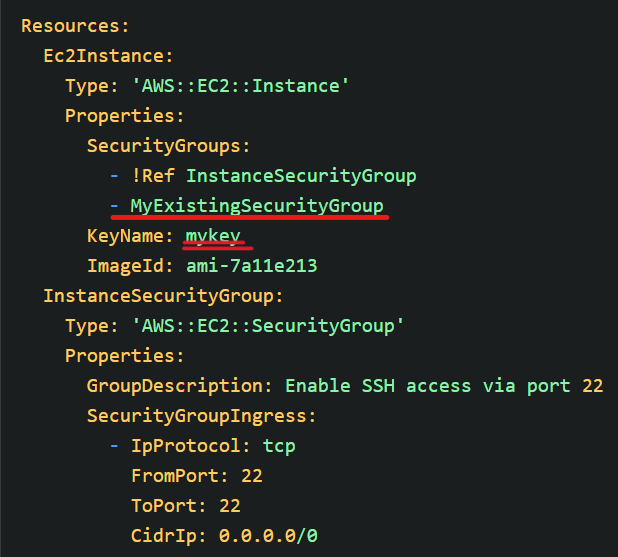 Resources:
  Ec2Instance:
    Type: 'AWS::EC2::Instance'
    Properties:
      SecurityGroups:
        - !Ref InstanceSecurityGroup
        - MyExistingSecurityGroup
      KeyName: mykey
      ImageId: ami-7a11e213
  InstanceSecurityGroup:
    Type: 'AWS::EC2::SecurityGroup'
    Properties:
      GroupDescription: Enable SSH access via port 22
      SecurityGroupIngress:
        - IpProtocol: tcp
          FromPort: 22
          ToPort: 22
          CidrIp: 0.0.0.0/0